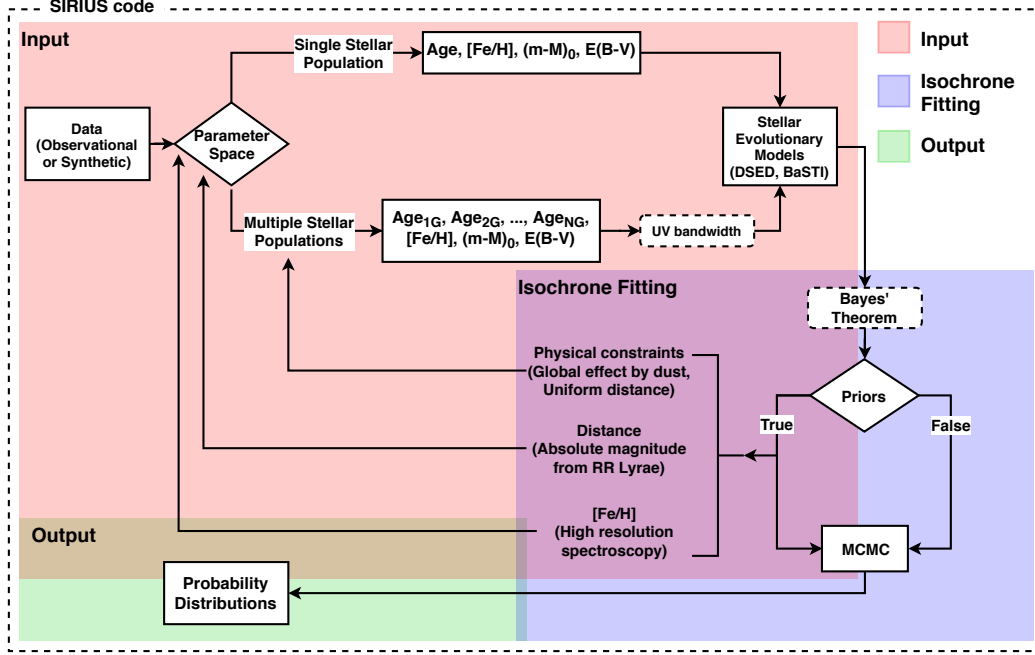 SIRIUS code
Input
Single Stellar
Population
Age, [Fe/H], (m-M)₀, E(B-V)
Input
Isochrone
Fitting
Output
Data
(Observational
or Synthetic)
Parameter
Space
Stellar
Evolutionary
Models
(DSED, BaSTI)
Multiple Stellar
Populations
Age₁G, Age₂G, ..., AgeNG,
[Fe/H], (m-M)₀, E(B-V)
UV bandwidth
Isochrone Fitting
Bayes'
Theorem
Physical constraints
(Global effect by dust,
Uniform distance)
Priors
True
False
Distance
(Absolute magnitude
from RR Lyrae)
[Fe/H]
(High resolution
spectroscopy)
MCMC
Output
Probability
Distributions